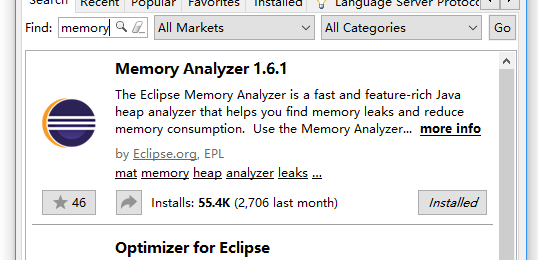 Search Recent Popular Favorites Installed Language Server Protoc
Find: memory All Markets All Categories Go
Memory Analyzer 1.6.1
The Eclipse Memory Analyzer is a fast and feature-rich Java
heap analyzer that helps you find memory leaks and reduce
memory consumption.  Use the Memory Analyzer... more info
by Eclipse.org, EPL
mat memory heap analyzer leaks ...
46 Installs: 55.4K (2,706 last month) Installed
Optimizer for Eclipse